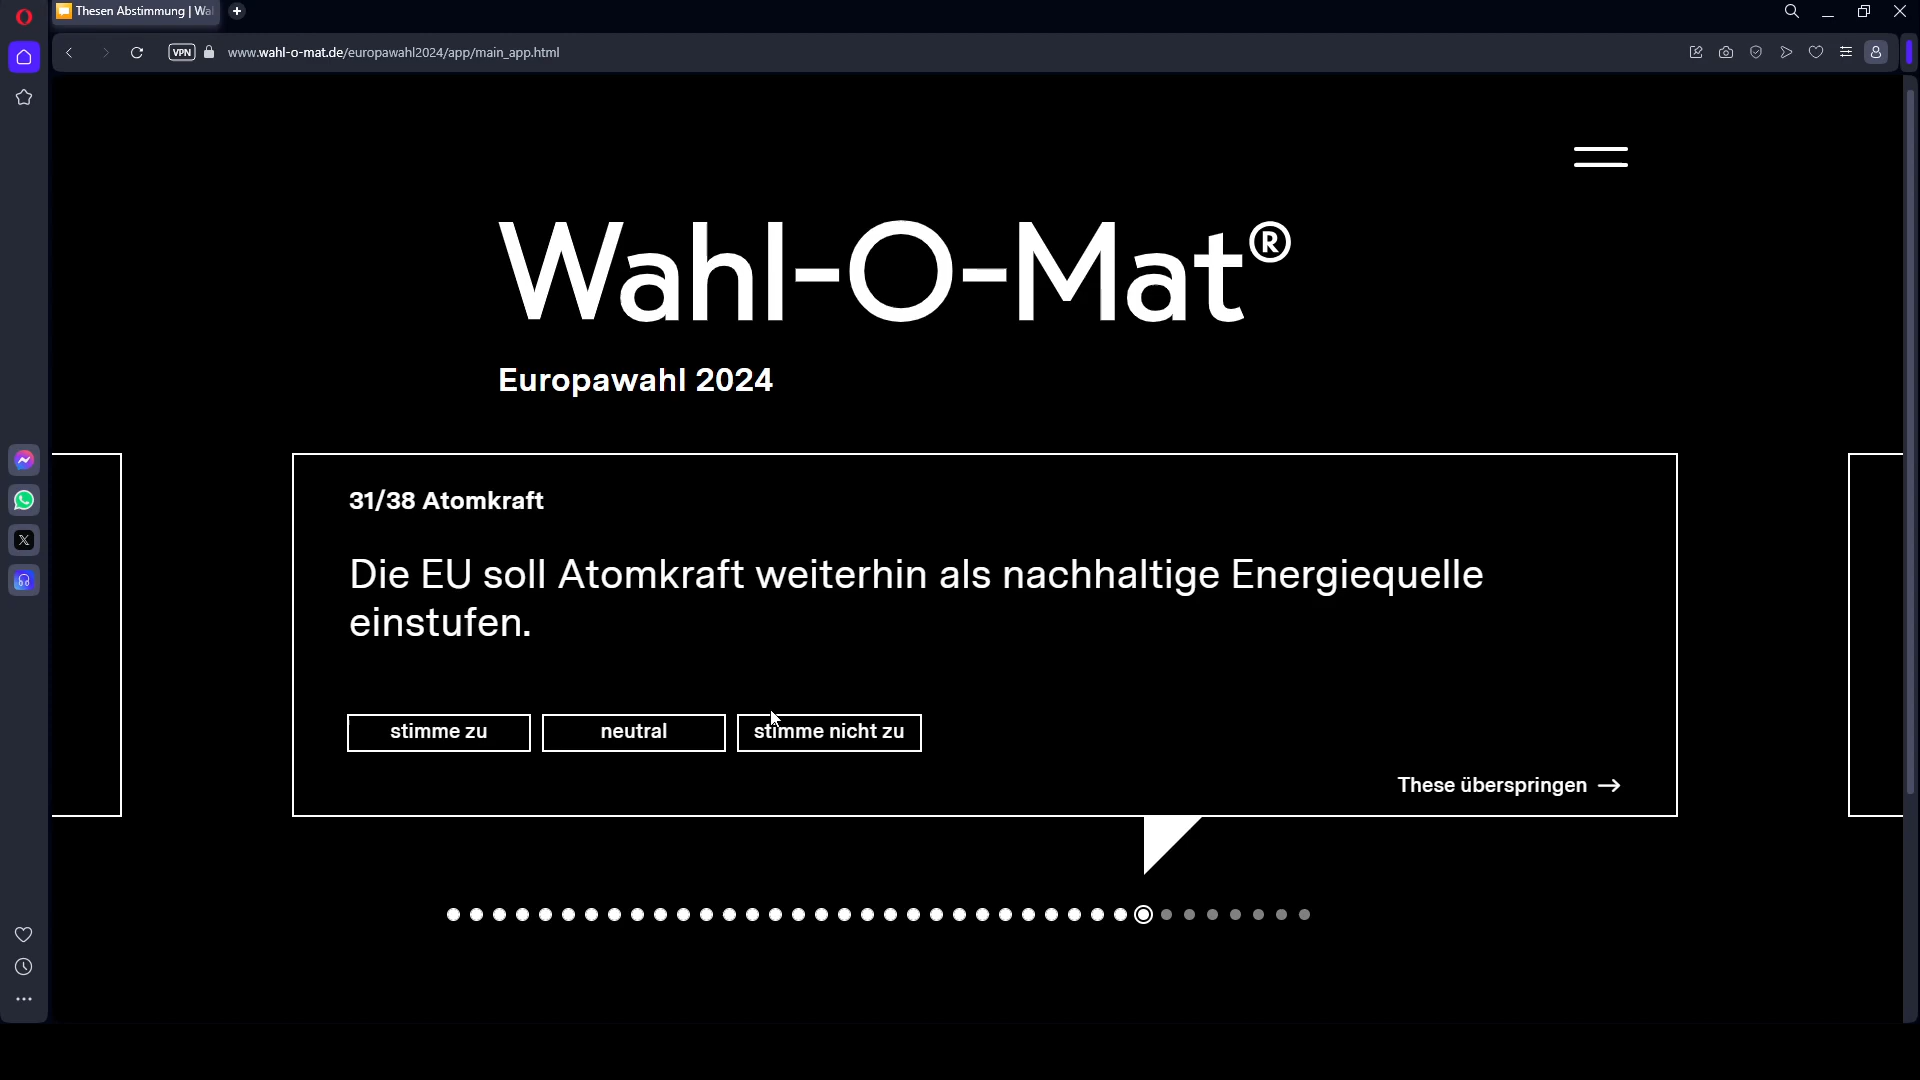 Thesen Abstimmung | Wa
VPN
www.wahl-o-mat.de/europawahl2024/app/main_app.html
Wahl-O-Mat®
Europawahl 2024
31/38 Atomkraft
Die EU soll Atomkraft weiterhin als nachhaltige Energiequelle
einstufen.
stimme zu
neutral
stimme nicht zu
These überspringen →